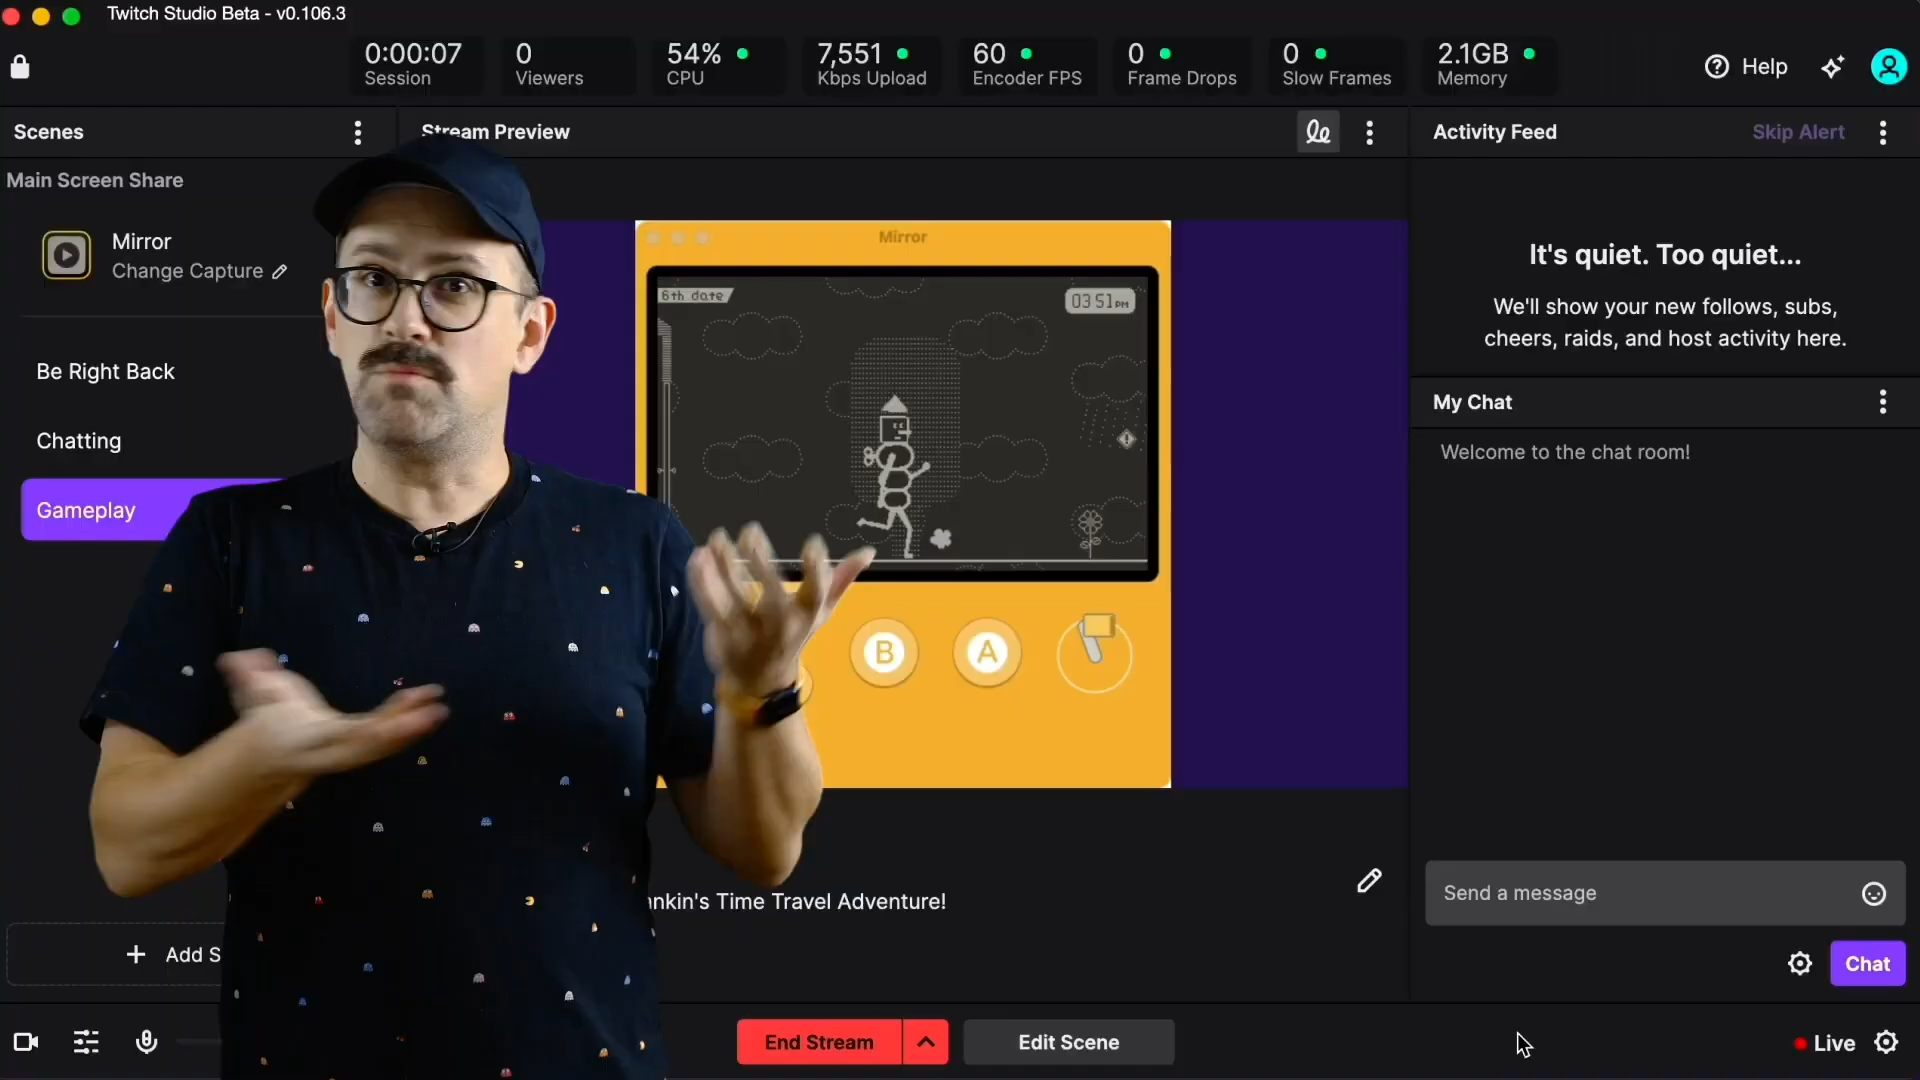 Twitch Studio Beta - v0.106.3
0:00:07
Session
0
Viewers
54%
CPU
7,551
Kbps Upload
60
Encoder FPS
0
Frame Drops
0
Slow Frames
2.1GB
Memory
Help
Scenes
Stream Preview
Activity Feed
Skip Alert
Main Screen Share
Mirror
Change Capture
Be Right Back
Chatting
Gameplay
Mirror
6th date
03 51 PM
B
A
It's quiet. Too quiet...
We'll show your new follows, subs,
cheers, raids, and host activity here.
My Chat
Welcome to the chat room!
ankin's Time Travel Adventure!
Send a message
Add S
Chat
End Stream
Edit Scene
Live